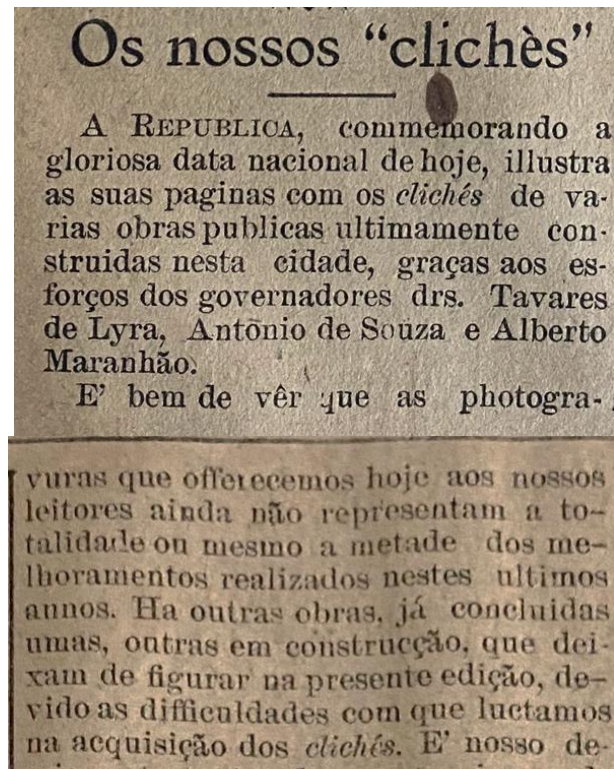 Os nossos “clichès”
A REPUBLICA, commemorando a
gloriosa data nacional de hoje, illustra
as suas paginas com os clichés de va-
rias obras publicas ultimamente con-
struidas nesta cidade, graças aos es-
forços dos governadores drs. Tavares
de Lyra, Antonio de Souza e Alberto
Maranhão.
E' bem de vêr que as photogra-
vuras que offerecemos hoje aos nossos
leitores ainda não representam a to-
talidade ou mesmo a metade dos me-
lhoramentos realizados nestes ultimos
annos. Ha outras obras, já concluidas
umas, outras em construcção, que dei-
xam de figurar na presente edição, de-
vido as difficuldades com que luctamos
na acquisição dos clichés. E' nosso de-